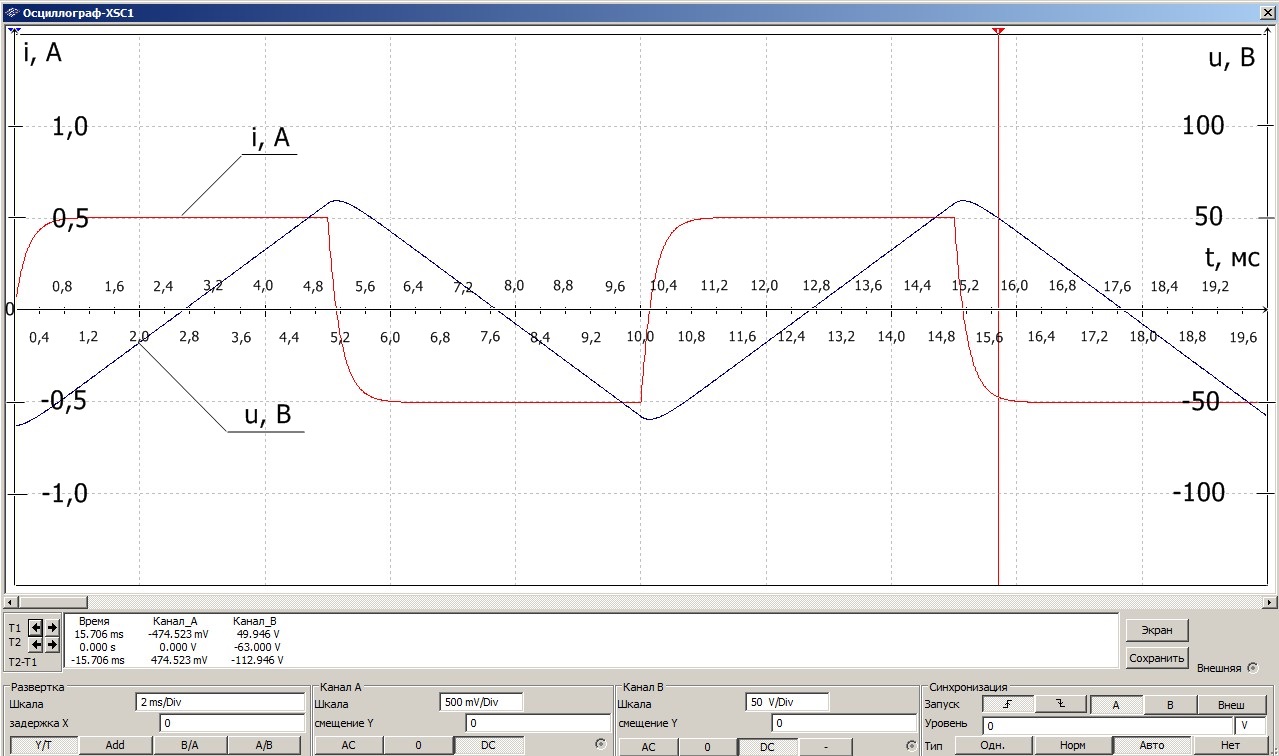 Осциллограф-XSC1
i, А
u, В
1,0
100
i, А
0,5
50
t, мс
0,8 1,6 2,4 3,2 4,0 4,8 5,6 6,4 7,2 8,0 8,8 9,6 10,4 11,2 12,0 12,8 13,6 14,4 15,2 16,0 16,8 17,6 18,4 19,2
0
0,4 1,2 2,0 2,8 3,6 4,4 5,2 6,0 6,8 7,6 8,4 9,2 10,0 10,8 11,6 12,4 13,2 14,0 14,8 15,6 16,4 17,2 18,0 18,8 19,6
-0,5
-50
u, В
-1,0
-100
Время Канал_A Канал_B
T1 15.706 ms -474.523 mV 49.946 V
T2 0.000 s 0.000 V -63.000 V
T2-T1 -15.706 ms 474.523 mV -112.946 V
Экран
Сохранить
Внешняя
Развертка
Шкала 2 ms/Div
задержка X 0
Y/T Add B/A A/B
Канал A
Шкала 500 mV/Div
смещение Y 0
AC 0 DC
Канал B
Шкала 50 V/Div
смещение Y 0
AC 0 DC -
Синхронизация
Запуск A B Внеш
Уровень 0 V
Тип Одн. Норм Авто Нет